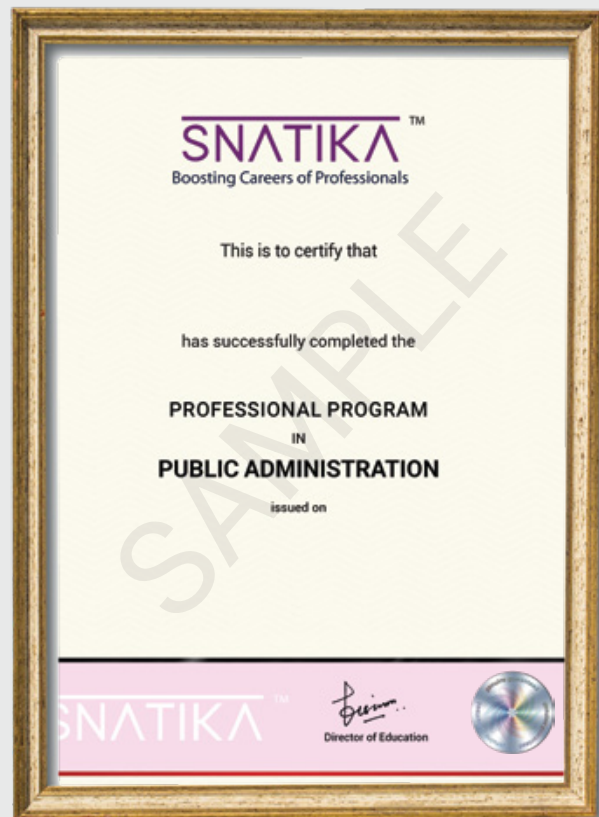 SNATIKA TM
Boosting Careers of Professionals
This is to certify that
has successfully completed the
PROFESSIONAL PROGRAM
IN
PUBLIC ADMINISTRATION
issued on
SAMPLE
SNATIKA TM
Director of Education